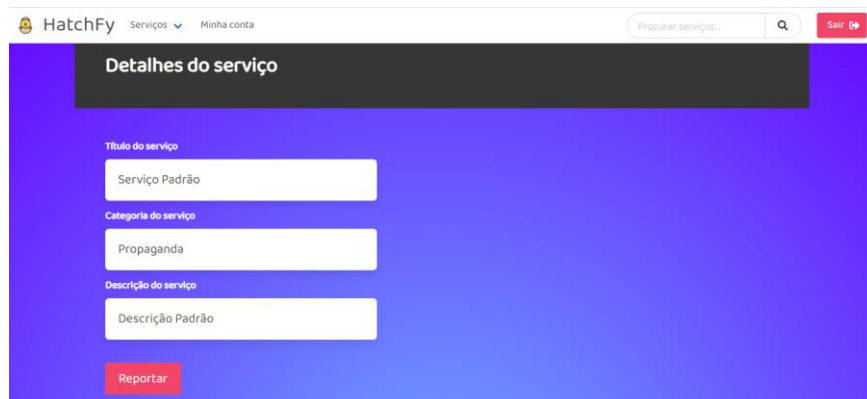 HatchFy Serviços Minha conta Procurar serviços... Sair
Detalhes do serviço
Título do serviço
Serviço Padrão
Categoria do serviço
Propaganda
Descrição do serviço
Descrição Padrão
Reportar